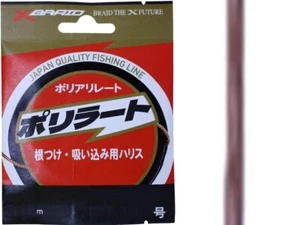 X-BRAID BRAID THE X FUTURE
JAPAN QUALITY FISHING LINE
ポリアリレート
ポリラート
根つけ・吸い込み用ハリス
m 号